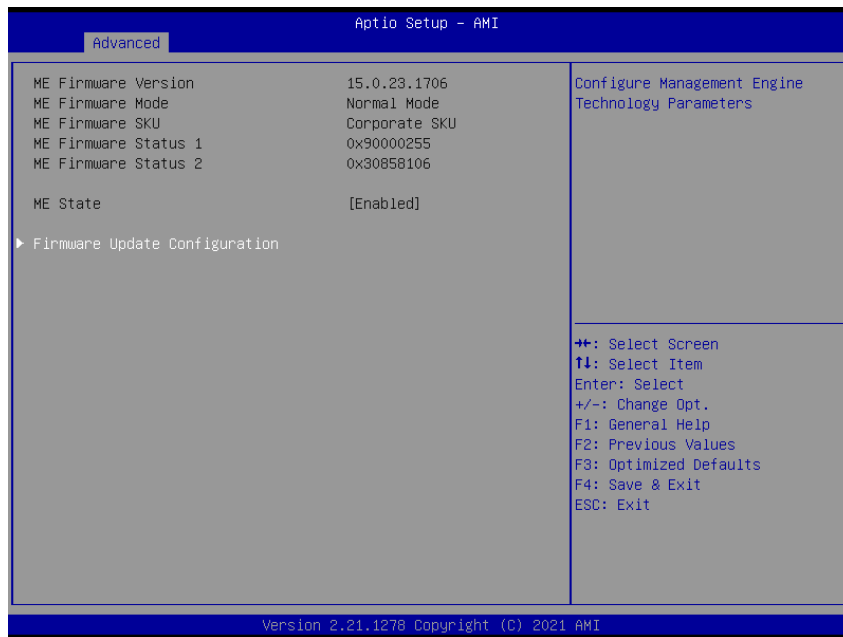 Aptio Setup – AMI
Advanced
ME Firmware Version 15.0.23.1706
ME Firmware Mode Normal Mode
ME Firmware SKU Corporate SKU
ME Firmware Status 1 0x90000255
ME Firmware Status 2 0x30858106
ME State [Enabled]
▶ Firmware Update Configuration
Configure Management Engine
Technology Parameters
→←: Select Screen
↑↓: Select Item
Enter: Select
+/-: Change Opt.
F1: General Help
F2: Previous Values
F3: Optimized Defaults
F4: Save & Exit
ESC: Exit
Version 2.21.1278 Copyright (C) 2021 AMI